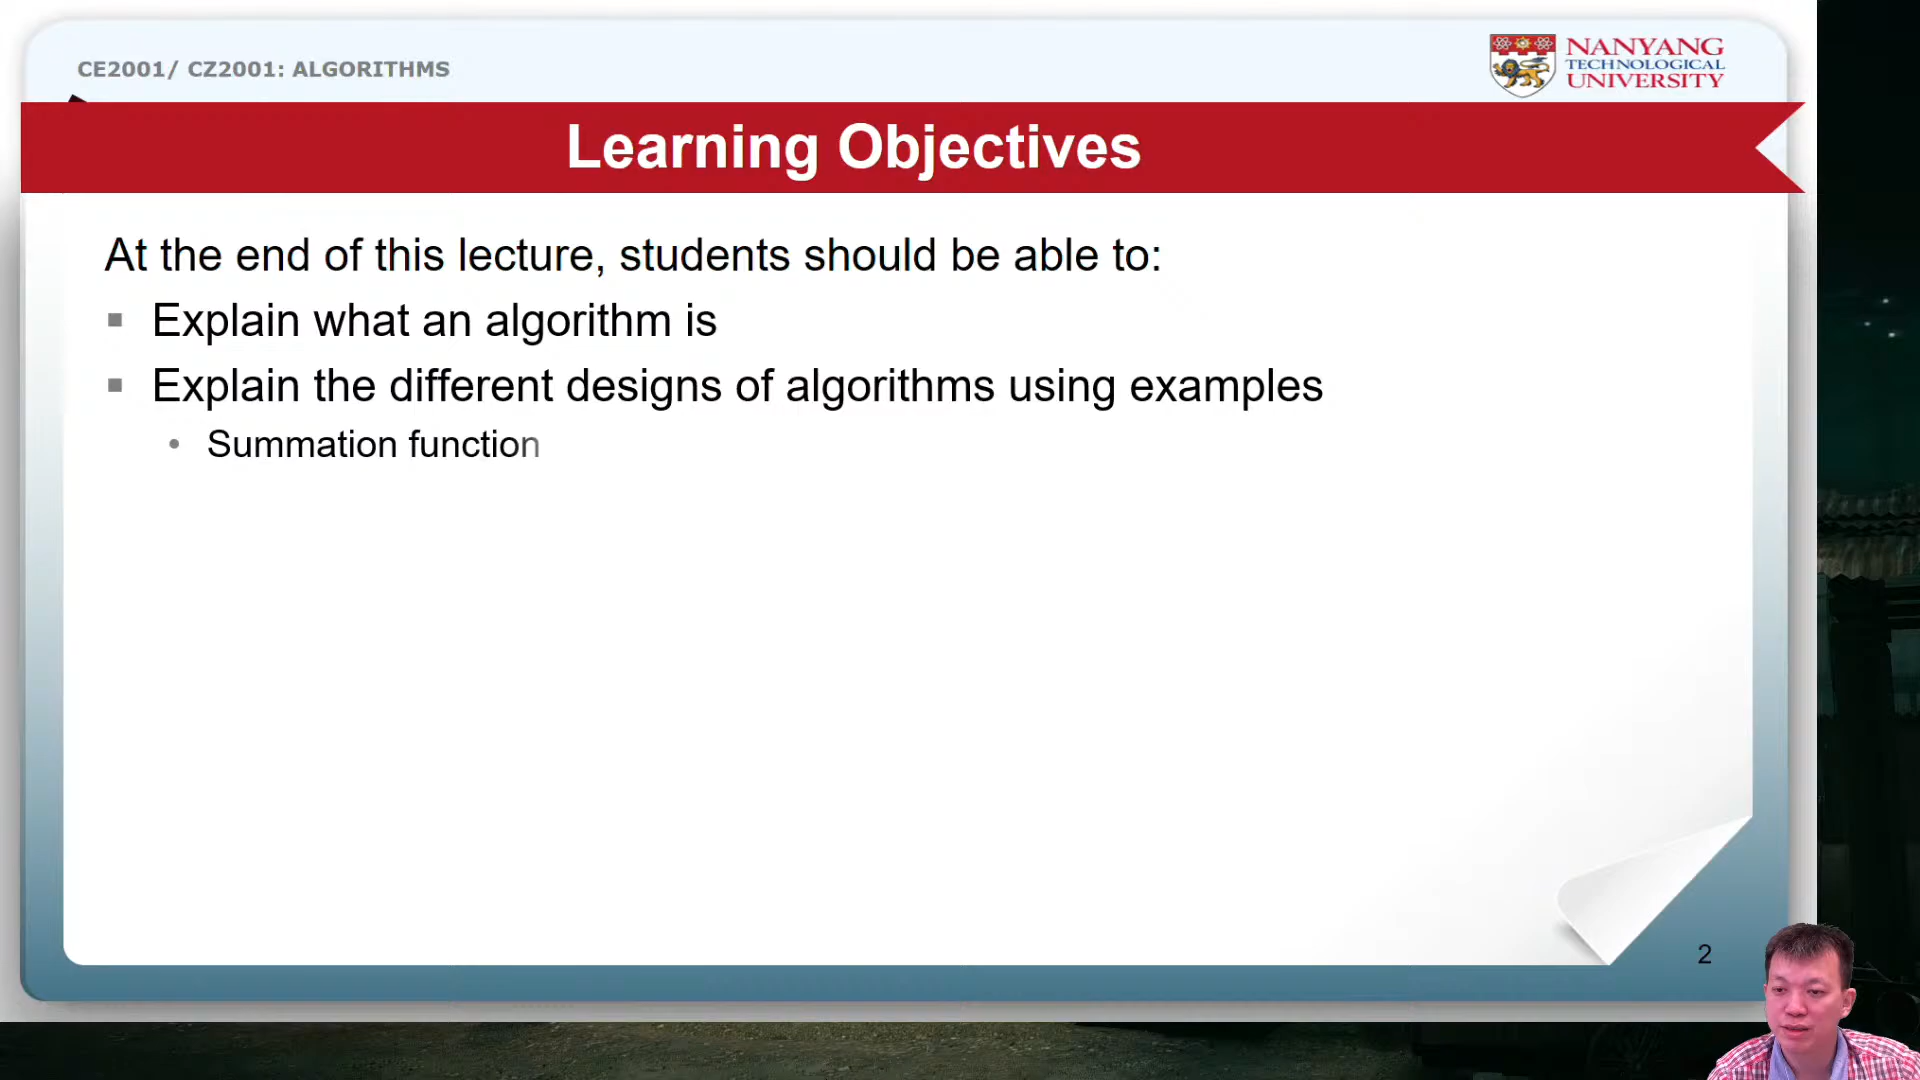 CE2001/ CZ2001: ALGORITHMS
NANYANG
TECHNOLOGICAL
UNIVERSITY
Learning Objectives
At the end of this lecture, students should be able to:
▪ Explain what an algorithm is
▪ Explain the different designs of algorithms using examples
• Summation function
2